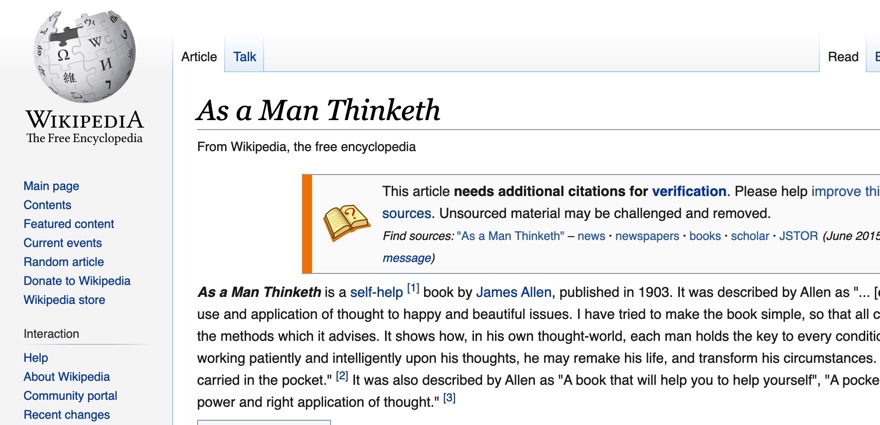 WIKIPEDIA
The Free Encyclopedia
Main page
Contents
Featured content
Current events
Random article
Donate to Wikipedia
Wikipedia store
Interaction
Help
About Wikipedia
Community portal
Recent changes
Article Talk Read
As a Man Thinketh
From Wikipedia, the free encyclopedia
This article needs additional citations for verification. Please help improve thi
sources. Unsourced material may be challenged and removed.
Find sources: "As a Man Thinketh" – news · newspapers · books · scholar · JSTOR (June 2015
message)
As a Man Thinketh is a self-help [1] book by James Allen, published in 1903. It was described by Allen as "... [
use and application of thought to happy and beautiful issues. I have tried to make the book simple, so that all c
the methods which it advises. It shows how, in his own thought-world, each man holds the key to every conditi
working patiently and intelligently upon his thoughts, he may remake his life, and transform his circumstances.
carried in the pocket." [2] It was also described by Allen as "A book that will help you to help yourself", "A pocke
power and right application of thought." [3]